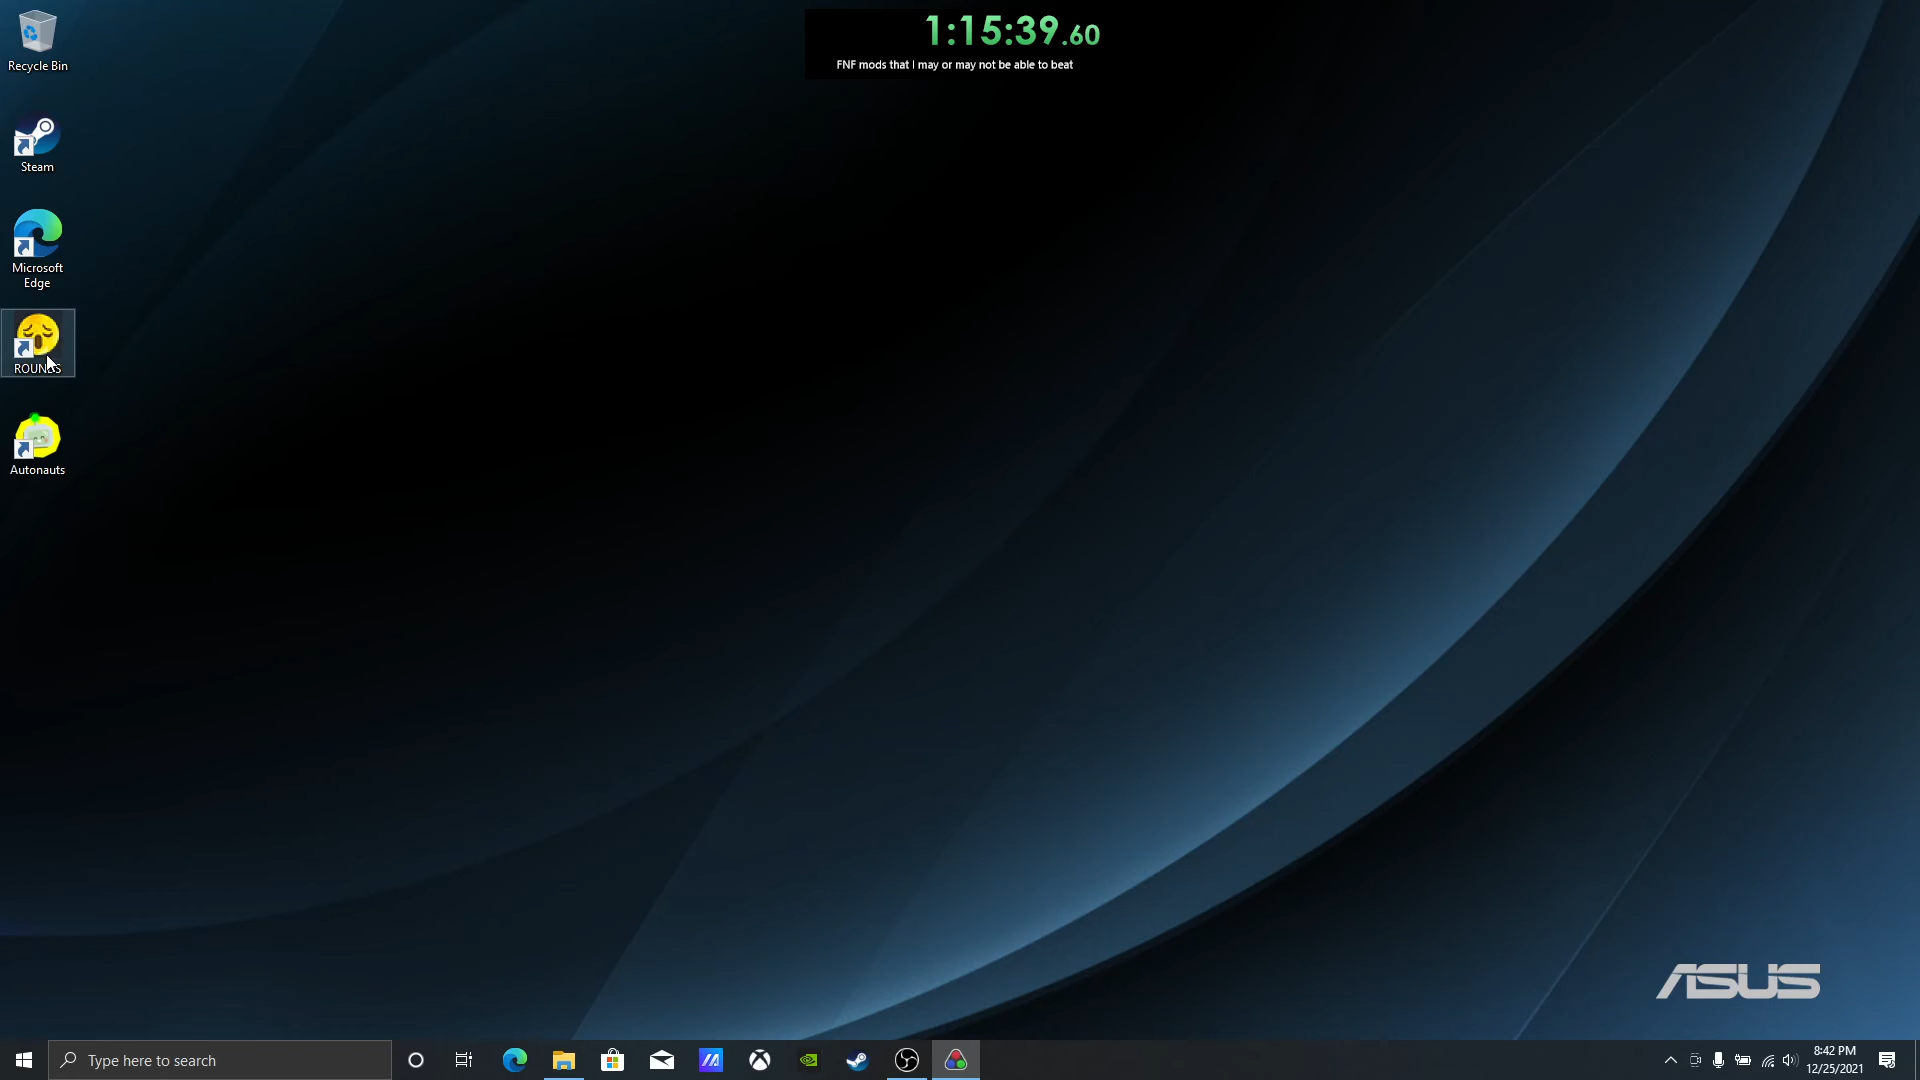 1:15:39.60
FNF mods that I may or may not be able to beat
Recycle Bin
Steam
Microsoft
Edge
ROUNDS
Autonauts
ASUS
Type here to search
8:42 PM
12/25/2021